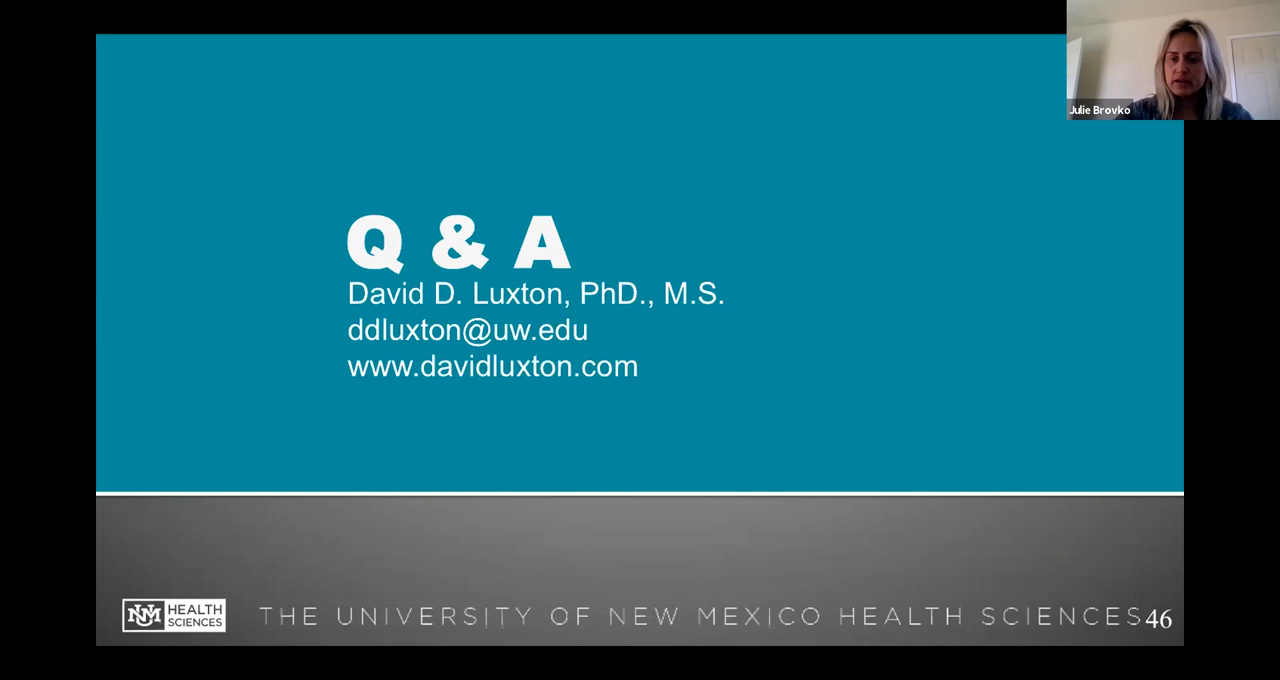 Julie Brovko
Q & A
David D. Luxton, PhD., M.S.
ddluxton@uw.edu
www.davidluxton.com
UNM HEALTH
SCIENCES
THE UNIVERSITY OF NEW MEXICO HEALTH SCIENCES 46